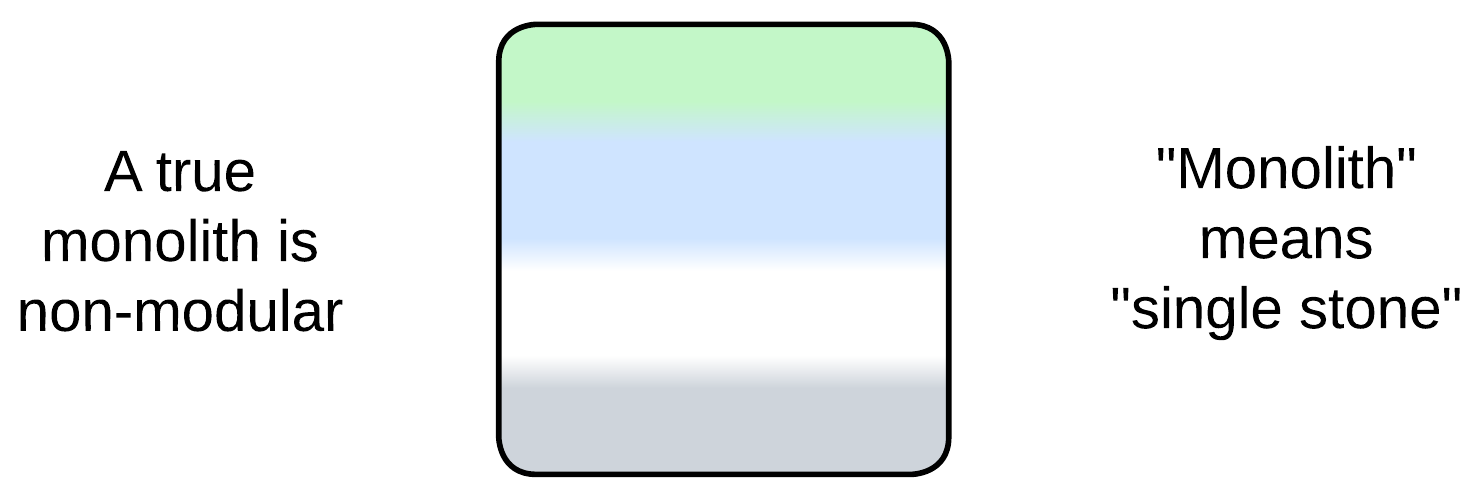 A true
monolith is
non-modular
"Monolith"
means
"single stone"